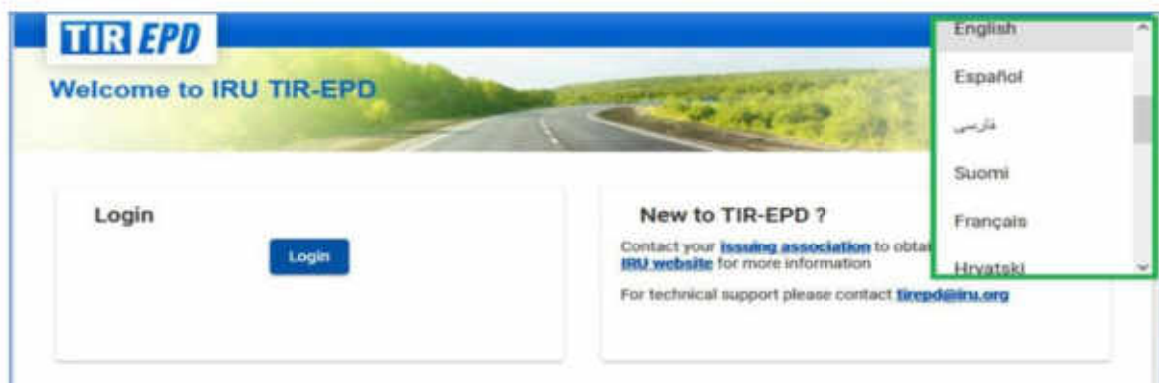 TIR EPD
Welcome to IRU TIR-EPD
English
Español
فارسی
Suomi
Français
Hrvatski
Login
Login
New to TIR-EPD ?
Contact your issuing association to obtai
IRU website for more information
For technical support please contact tirepd@iru.org